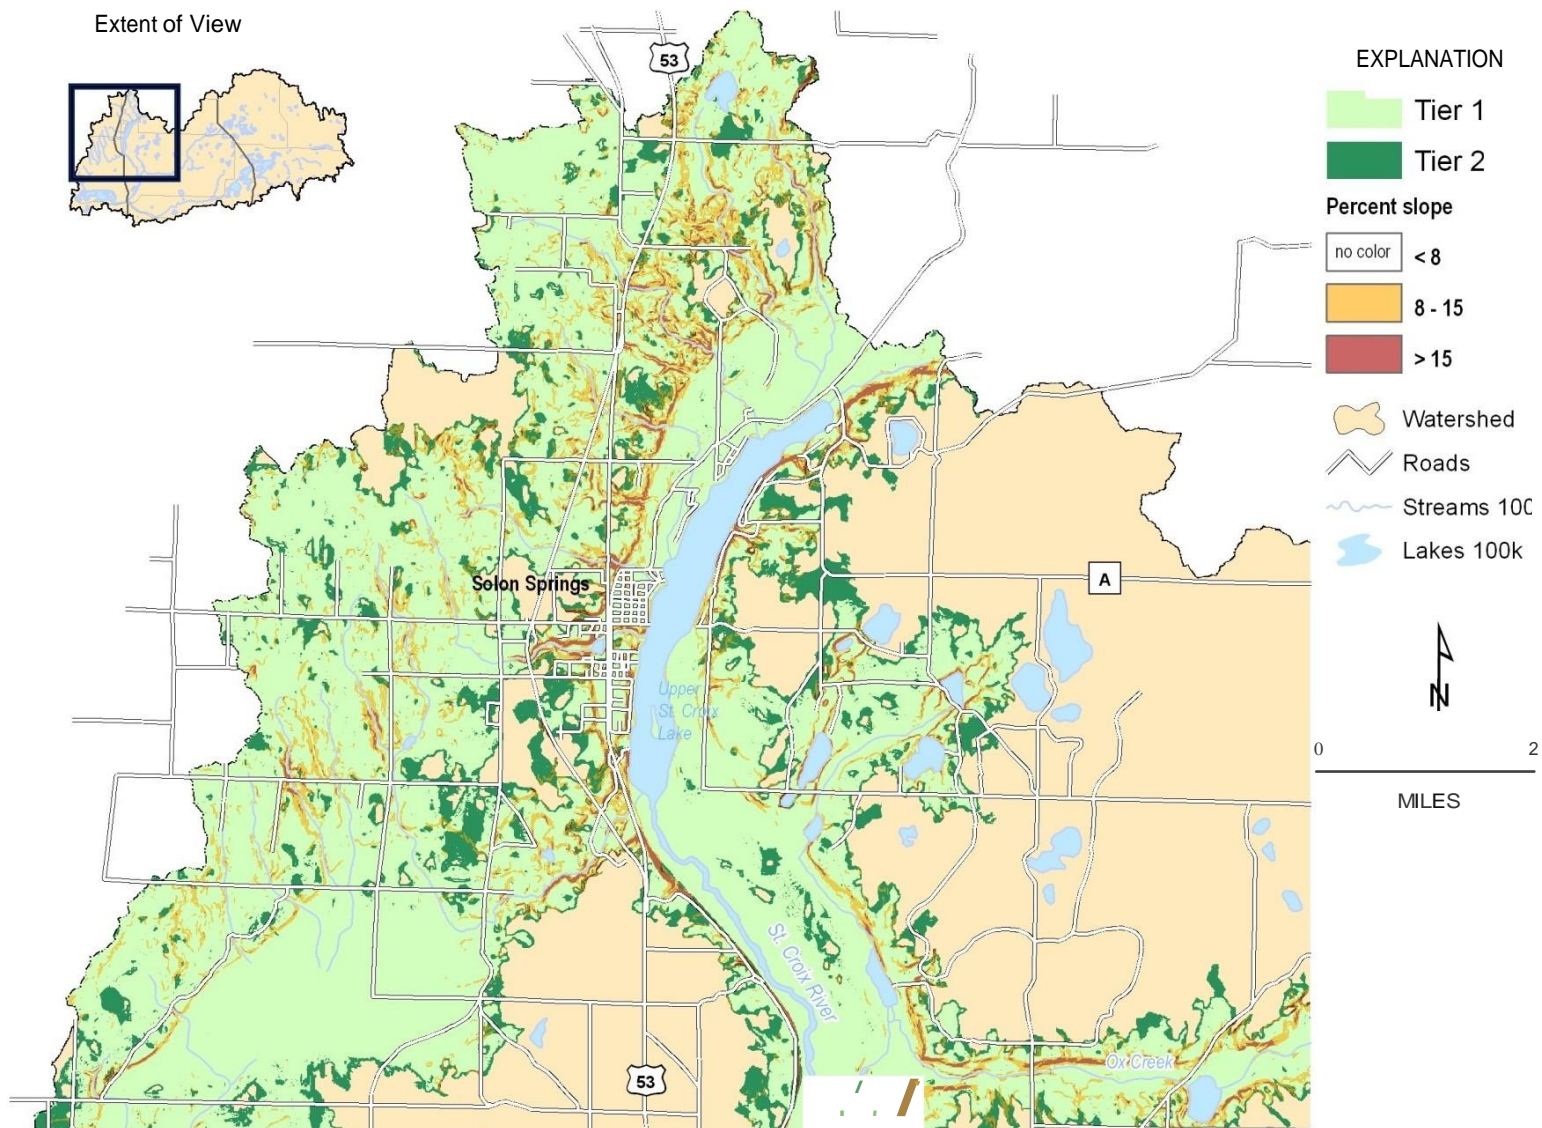 Extent of View
53
EXPLANATION
Tier 1
Tier 2
Percent slope
no color
< 8
8 - 15
> 15
Watershed
Roads
Streams 100
Lakes 100k
A
Solon Springs
Upper
St. Croix
Lake
N
0
2
MILES
St. Croix River
Ox Creek
53